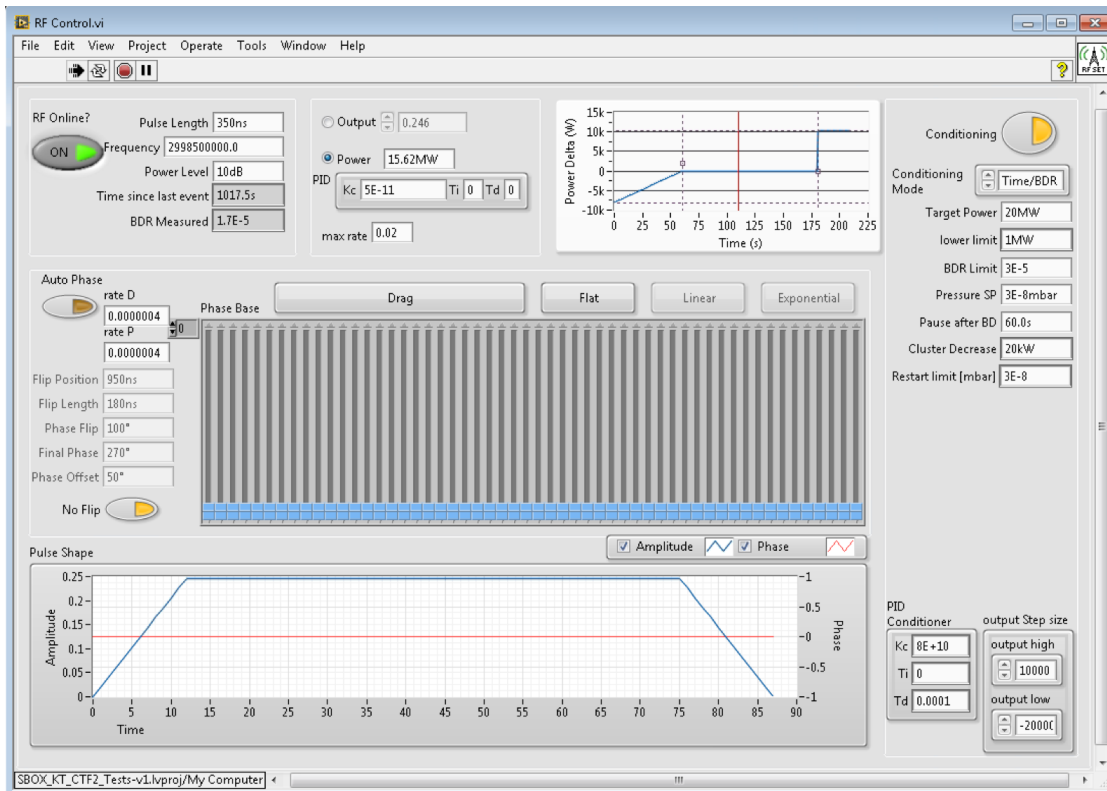 RF Control.vi
File Edit View Project Operate Tools Window Help
RF SET
RF Online?
ON
Pulse Length 350ns
Frequency 2998500000.0
Power Level 10dB
Time since last event 1017.5s
BDR Measured 1.7E-5
Output 0.246
Power 15.62MW
PID
Kc 5E-11 Ti 0 Td 0
max rate 0.02
Power Delta (W)
15k
10k
5k
0
-5k
-10k
0 25 50 75 100 125 150 175 200 225
Time (s)
Conditioning
Conditioning Mode Time/BDR
Target Power 20MW
lower limit 1MW
BDR Limit 3E-5
Pressure SP 3E-8mbar
Pause after BD 60.0s
Cluster Decrease 20kW
Restart limit [mbar] 3E-8
Auto Phase
rate D
0.0000004
rate P
0.0000004
0
Phase Base
Drag Flat Linear Exponential
Flip Position 950ns
Flip Length 180ns
Phase Flip 100°
Final Phase 270°
Phase Offset 50°
No Flip
Pulse Shape
Amplitude Phase
Amplitude
0.25
0.2
0.15
0.1
0.05
0
0 5 10 15 20 25 30 35 40 45 50 55 60 65 70 75 80 85 90
Time
1
0.5
0
-0.5
-1
Phase
PID
Conditioner
Kc 8E+10
Ti 0
Td 0.0001
output Step size
output high
10000
output low
SBOX_KT_CTF2_Tests-v1.lvproj/My Computer